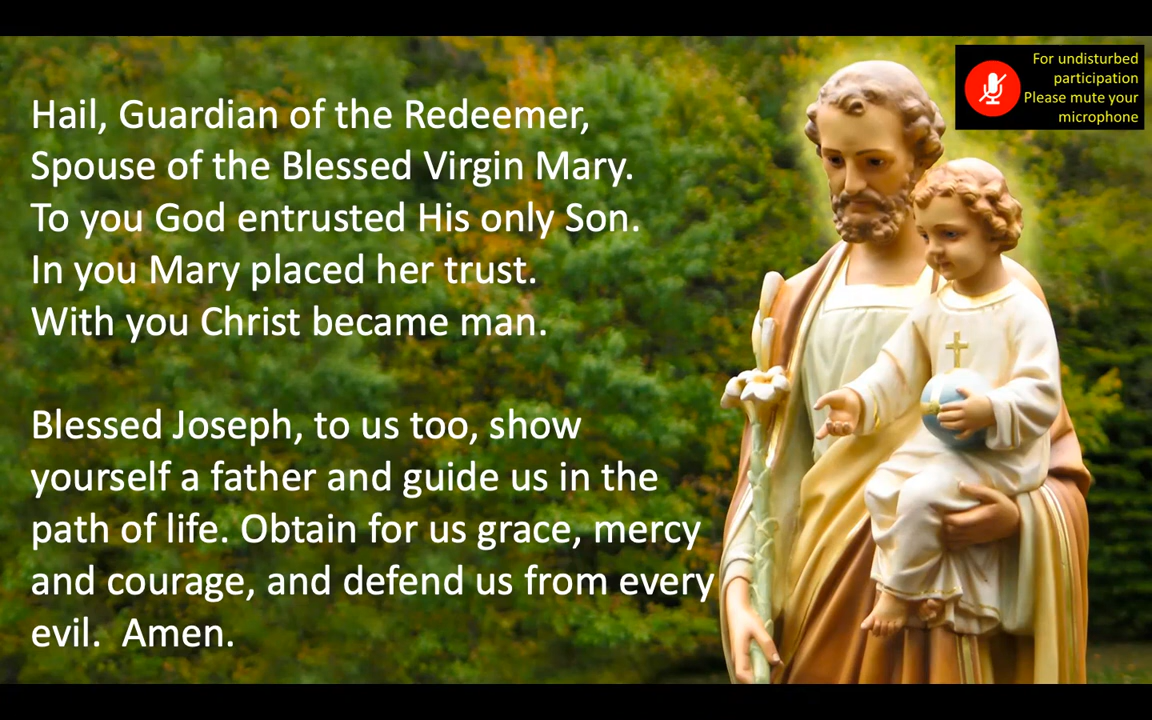 Hail, Guardian of the Redeemer,
Spouse of the Blessed Virgin Mary.
To you God entrusted His only Son.
In you Mary placed her trust.
With you Christ became man.
Blessed Joseph, to us too, show
yourself a father and guide us in the
path of life. Obtain for us grace, mercy
and courage, and defend us from every
evil.  Amen.
For undisturbed
participation
Please mute your
microphone